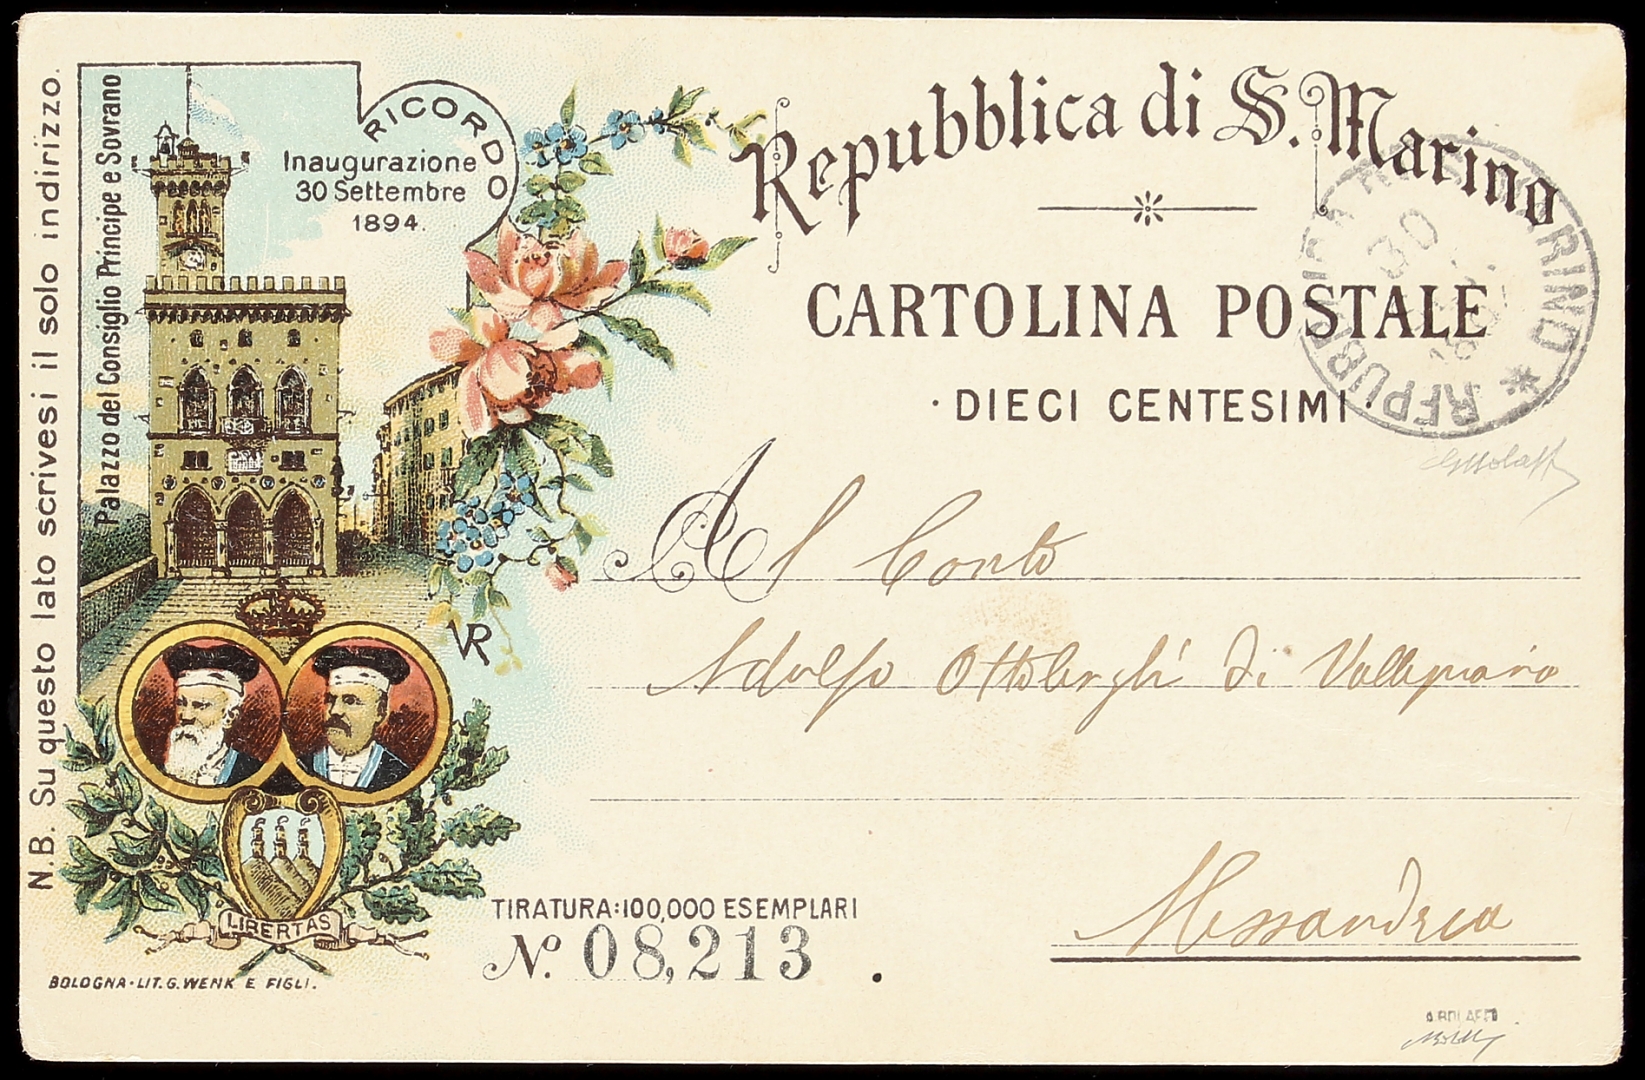 N.B. Su questo lato scrivesi il solo indirizzo.
Palazzo del Consiglio Principe e Sovrano
RICORDO
Inaugurazione
30 Settembre
1894.
Repubblica di S. Marino
CARTOLINA POSTALE
· DIECI CENTESIMI ·
REPUBBLICA MARINO *
30
Al Conte
Adolfo Ottolenghi di Vallepiana
Alessandria
VR
LIBERTAS
TIRATURA: 100,000 ESEMPLARI
No. 08,213
BOLOGNA-LIT. G. WENK E FIGLI.
A. BOLAFFI